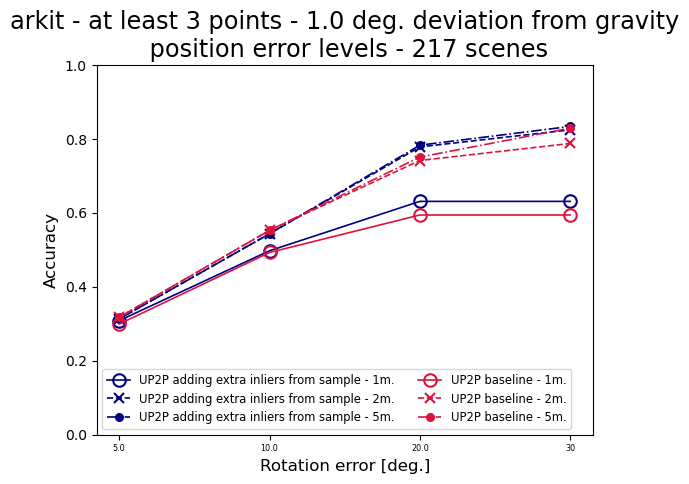 arkit - at least 3 points - 1.0 deg. deviation from gravity
position error levels - 217 scenes
1.0
0.8
0.6
0.4
0.2
0.0
Accuracy
UP2P adding extra inliers from sample - 1m.
UP2P adding extra inliers from sample - 2m.
UP2P adding extra inliers from sample - 5m.
UP2P baseline - 1m.
UP2P baseline - 2m.
UP2P baseline - 5m.
5.0 10.0 20.0 30
Rotation error [deg.]